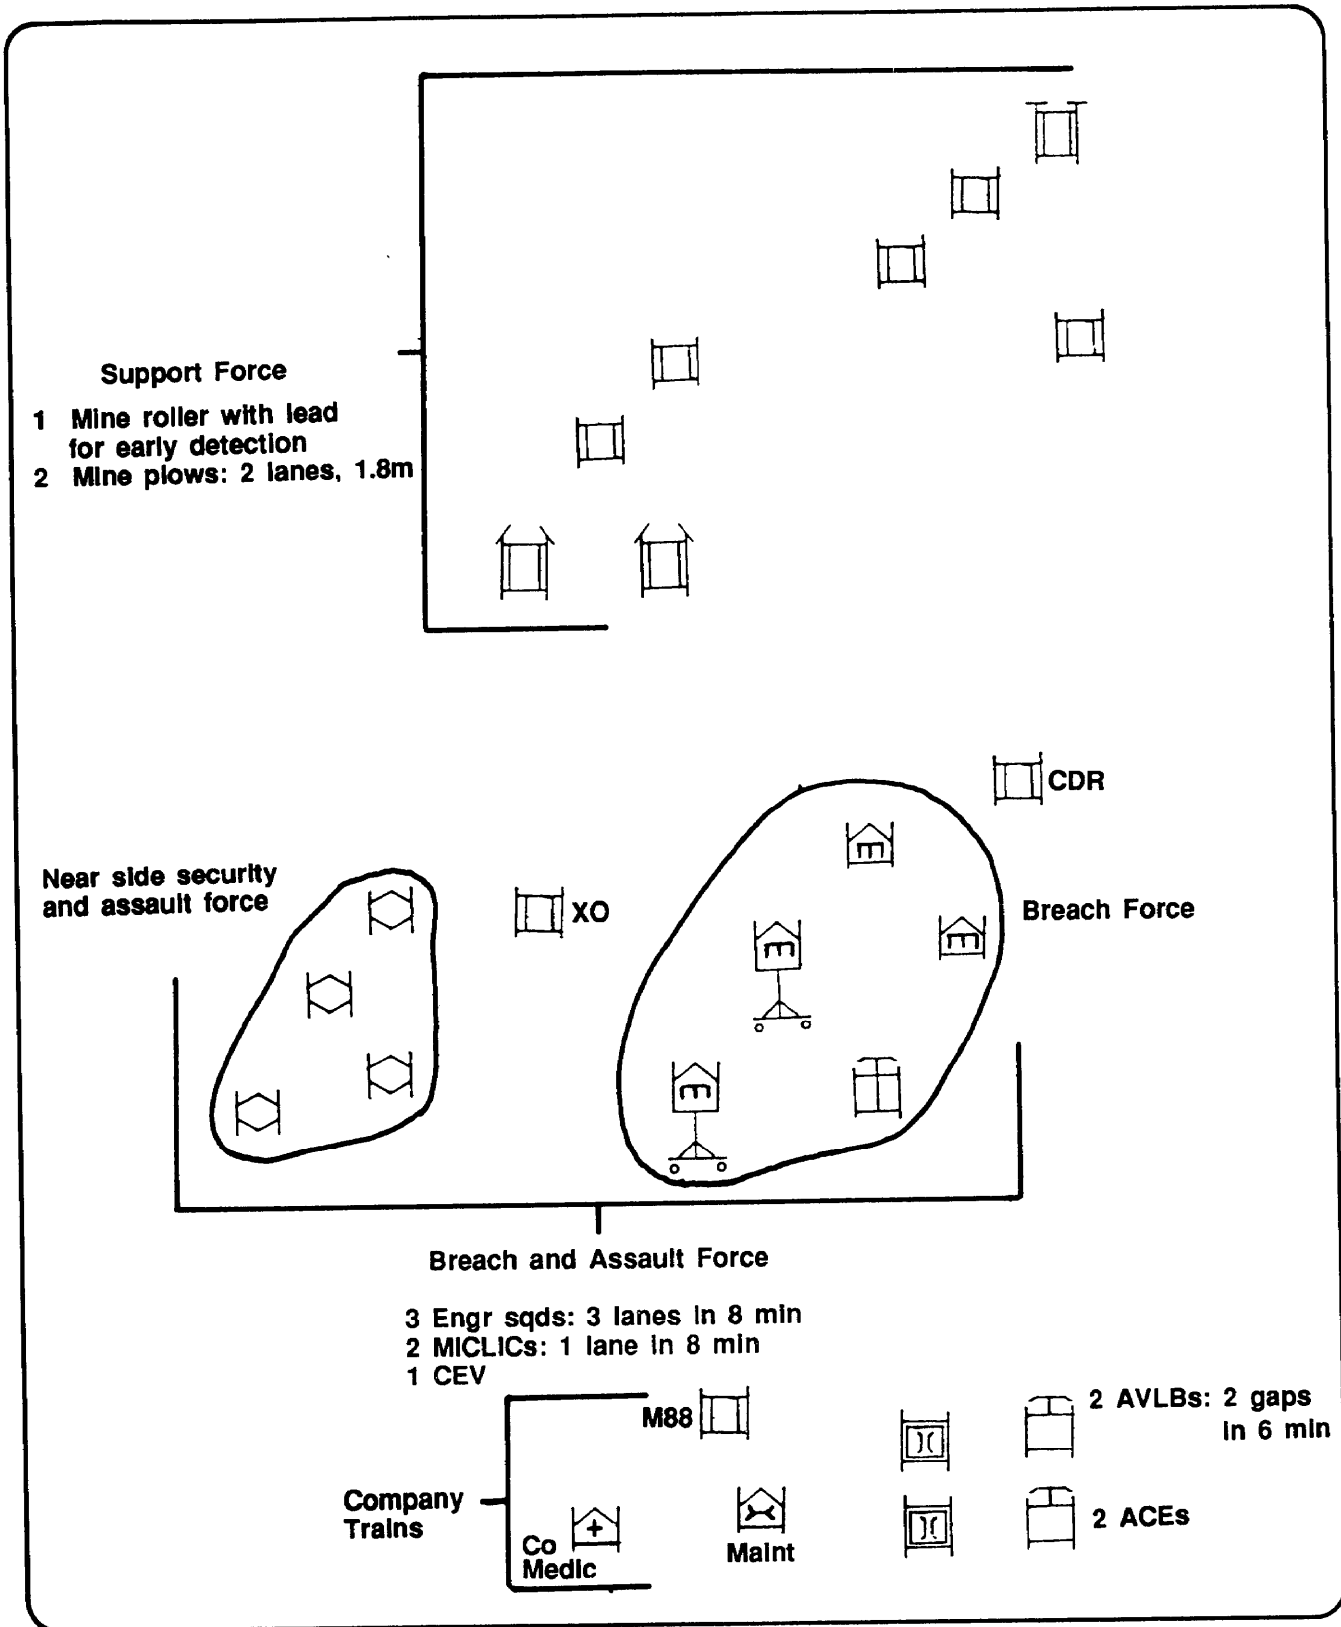 Support Force
1 Mine roller with lead
for early detection
2 Mine plows: 2 lanes, 1.8m
CDR
Near side security
and assault force
XO
Breach Force
E
E
E
E
Breach and Assault Force
3 Engr sqds: 3 lanes in 8 min
2 MICLICs: 1 lane in 8 min
1 CEV
M88
2 AVLBs: 2 gaps
in 6 min
Company
Trains
Co
Medic
Maint
2 ACEs